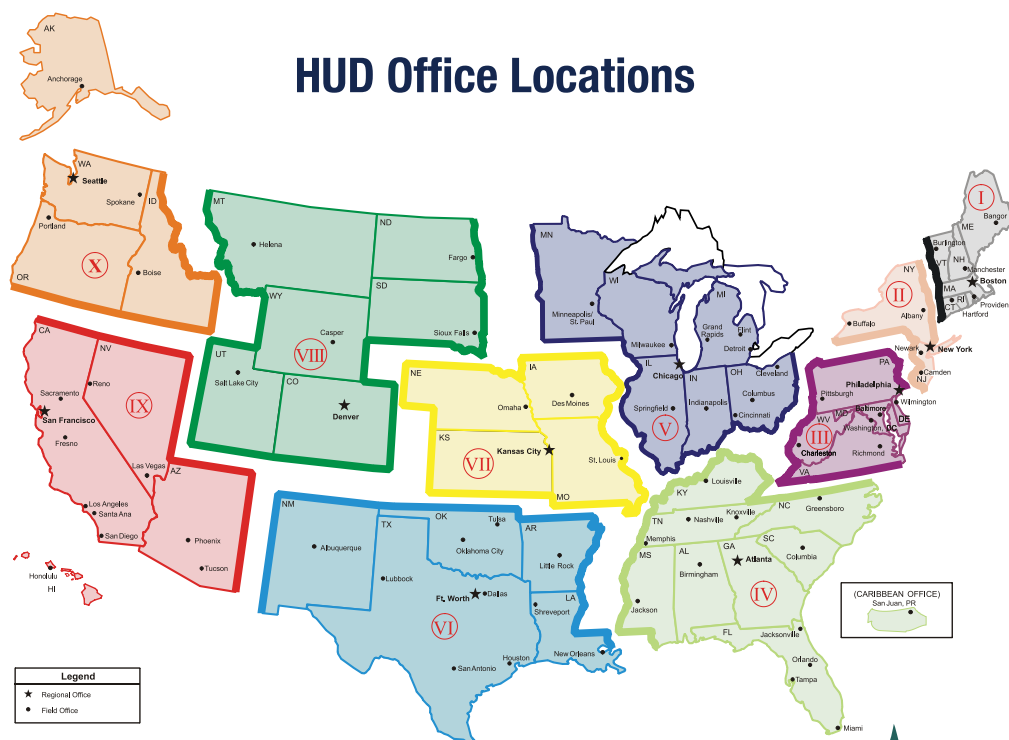 HUD Office Locations
AK
Anchorage
WA
Seattle
Spokane
ID
Portland
X
OR
Boise
MT
Helena
ND
Fargo
SD
Sioux Falls
WY
Casper
VIII
UT
Salt Lake City
CO
Denver
CA
NV
Reno
IX
Sacramento
San Francisco
Fresno
Las Vegas
AZ
Los Angeles
Santa Ana
San Diego
Phoenix
Tucson
Honolulu
HI
NE
Omaha
IA
Des Moines
KS
Kansas City
VII
St. Louis
MO
MN
Minneapolis/
St. Paul
WI
Milwaukee
MI
Grand
Rapids
Flint
Detroit
IL
Chicago
IN
OH
Cleveland
Springfield
Indianapolis
Columbus
Cincinnati
V
I
Bangor
ME
Burlington
VT
NH
Manchester
MA
Boston
CT
RI
Providen
Hartford
NY
II
Albany
Buffalo
Newark
New York
NJ
Camden
PA
Philadelphia
Pittsburgh
Wilmington
WV
MD
Baltimore
DE
Washington,
DC
III
Charleston
Richmond
VA
NM
Albuquerque
TX
OK
Tulsa
Oklahoma City
AR
Little Rock
Lubbock
Ft. Worth
Dallas
LA
Shreveport
VI
Houston
New Orleans
San Antonio
KY
Louisville
TN
Nashville
Knoxville
NC
Greensboro
Memphis
MS
AL
GA
Atlanta
SC
Columbia
Birmingham
Jackson
IV
FL
Jacksonville
Orlando
Tampa
Miami
(CARIBBEAN OFFICE)
San Juan, PR
Legend
Regional Office
Field Office